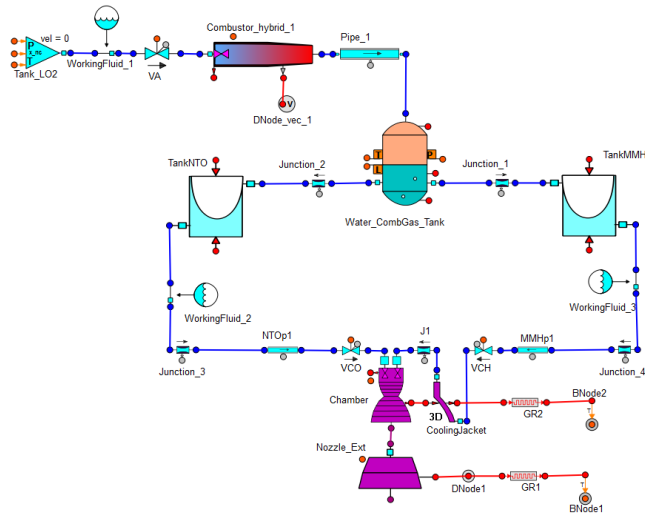 vel = 0
P
x_nc
T
Tank_LO2
WorkingFluid_1
VA
Combustor_hybrid_1
Pipe_1
V
DNode_vec_1
TankNTO
Junction_2
T
P
L
Junction_1
TankMMH
Water_CombGas_Tank
WorkingFluid_2
WorkingFluid_3
Junction_3
NTOp1
VCO
J1
VCH
MMHp1
Junction_4
Chamber
3D
CoolingJacket
GR2
BNode2
T
Nozzle_Ext
DNode1
GR1
T
BNode1